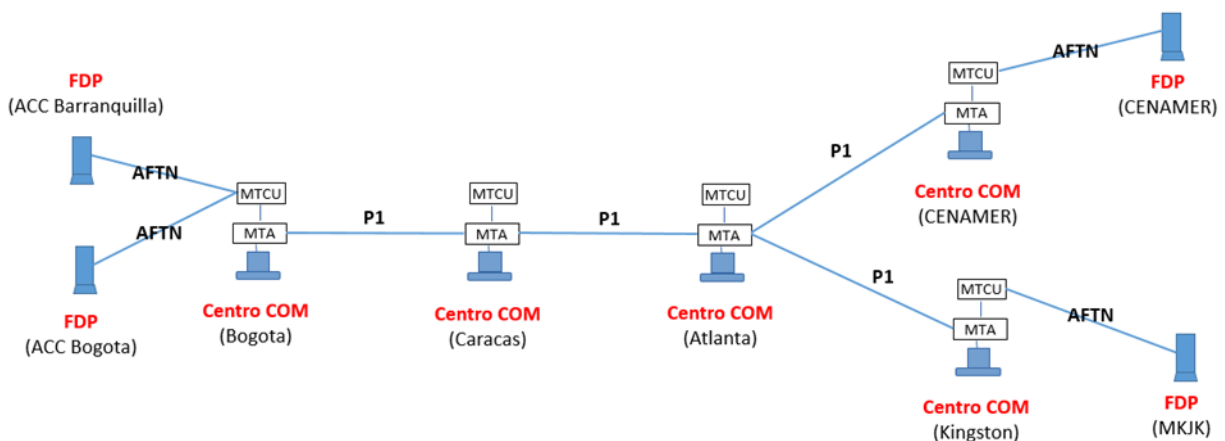 FDP
(ACC Barranquilla)
AFTN
AFTN
FDP
(ACC Bogota)
MTCU
MTA
Centro COM
(Bogota)
P1
MTCU
MTA
Centro COM
(Caracas)
P1
MTCU
MTA
Centro COM
(Atlanta)
P1
P1
MTCU
MTA
Centro COM
(CENAMER)
AFTN
FDP
(CENAMER)
MTCU
MTA
Centro COM
(Kingston)
AFTN
FDP
(MKJK)